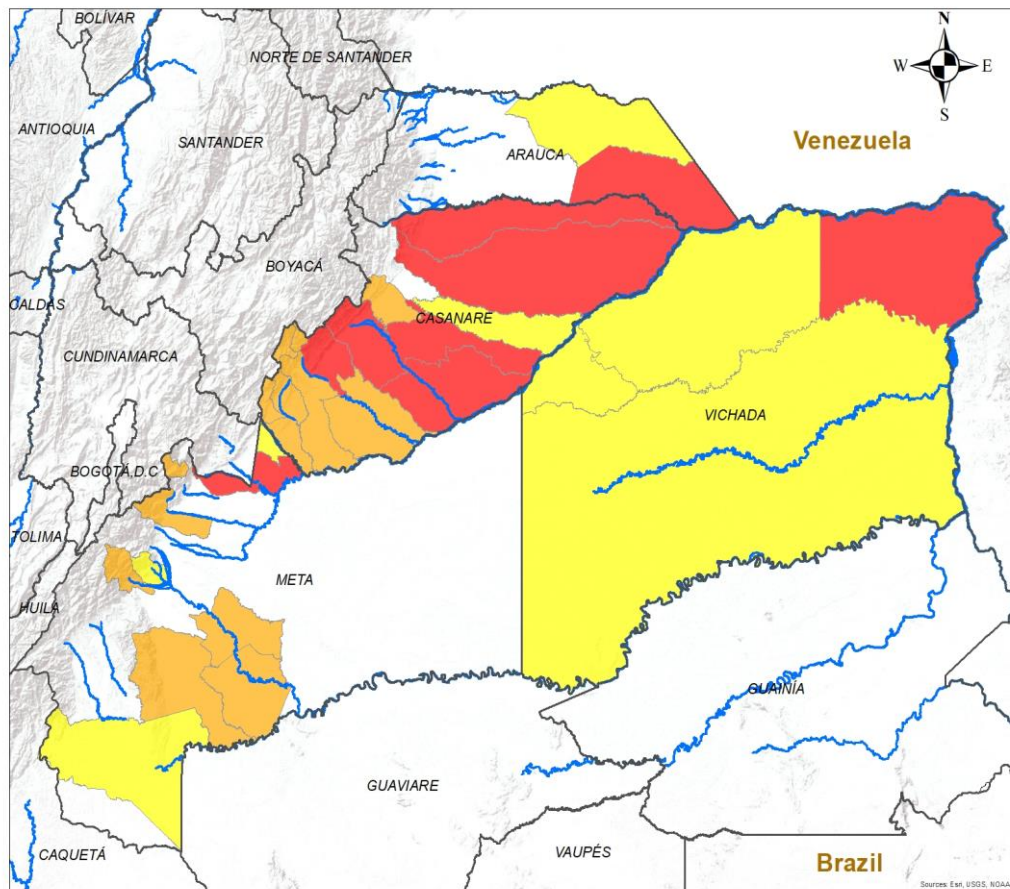 BOLÍVAR
NORTE DE SANTANDER
N
W
E
S
ANTIOQUIA
SANTANDER
ARAUCA
Venezuela
BOYACÁ
CALDAS
CASANARE
CUNDINAMARCA
VICHADA
BOGOTÁ D.C
TOLIMA
META
HUILA
GUAINÍA
GUAVIARE
CAQUETÁ
VAUPÉS
Brazil
Sources: Esri, USGS, NOAA